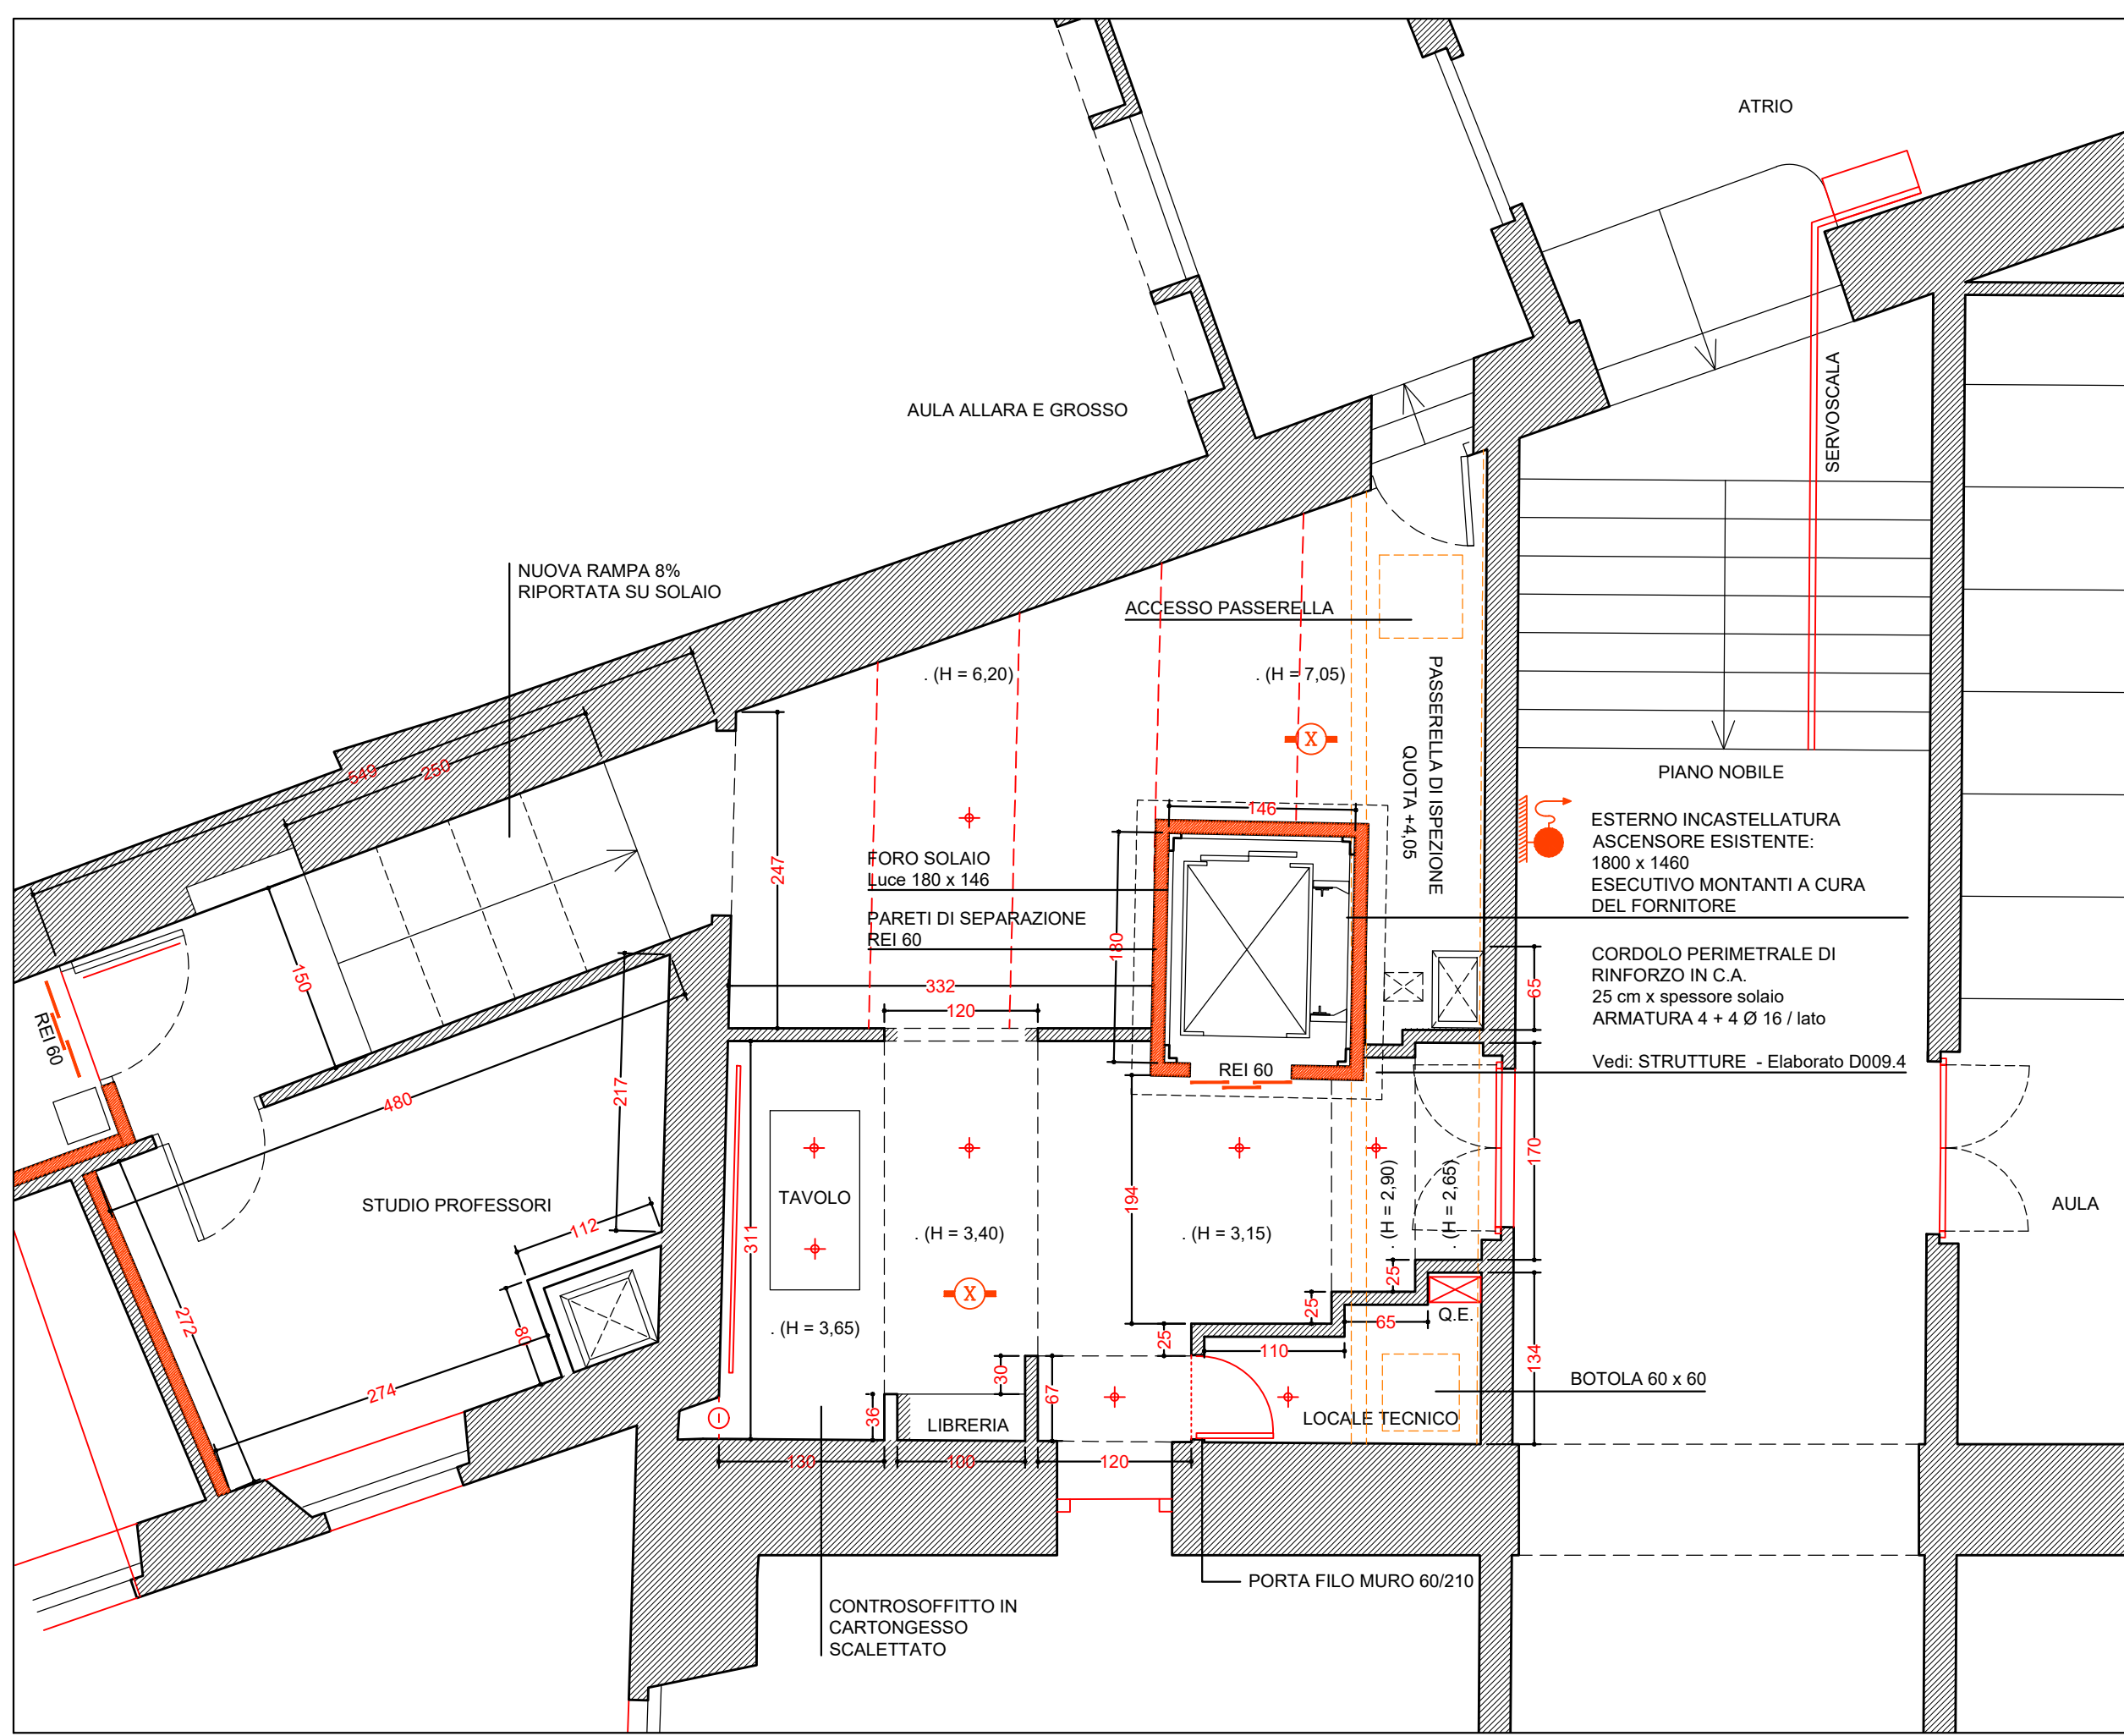 ATRIO
SERVOSCALA
AULA ALLARA E GROSSO
NUOVA RAMPA 8%
RIPORTATA SU SOLAIO
ACCESSO PASSERELLA
. (H = 6,20)
. (H = 7,05)
PASSERELLA DI ISPEZIONE
QUOTA +4,05
X
PIANO NOBILE
549
250
146
247
FORO SOLAIO
Luce 180 x 146
PARETI DI SEPARAZIONE
REI 60
180
ESTERNO INCASTELLATURA
ASCENSORE ESISTENTE:
1800 x 1460
ESECUTIVO MONTANTI A CURA
DEL FORNITORE
CORDOLO PERIMETRALE DI
RINFORZO IN C.A.
25 cm x spessore solaio
ARMATURA 4 + 4 Ø 16 / lato
Vedi: STRUTTURE - Elaborato D009.4
150
332
120
65
REI 60
REI 60
480
217
170
TAVOLO
194
. (H = 2,90)
. (H = 2,65)
STUDIO PROFESSORI
AULA
112
311
. (H = 3,40)
. (H = 3,15)
25
X
272
80
. (H = 3,65)
25
25
65
Q.E.
110
134
30
67
274
36
I
LIBRERIA
LOCALE TECNICO
BOTOLA 60 x 60
130
100
120
PORTA FILO MURO 60/210
CONTROSOFFITTO IN
CARTONGESSO
SCALETTATO